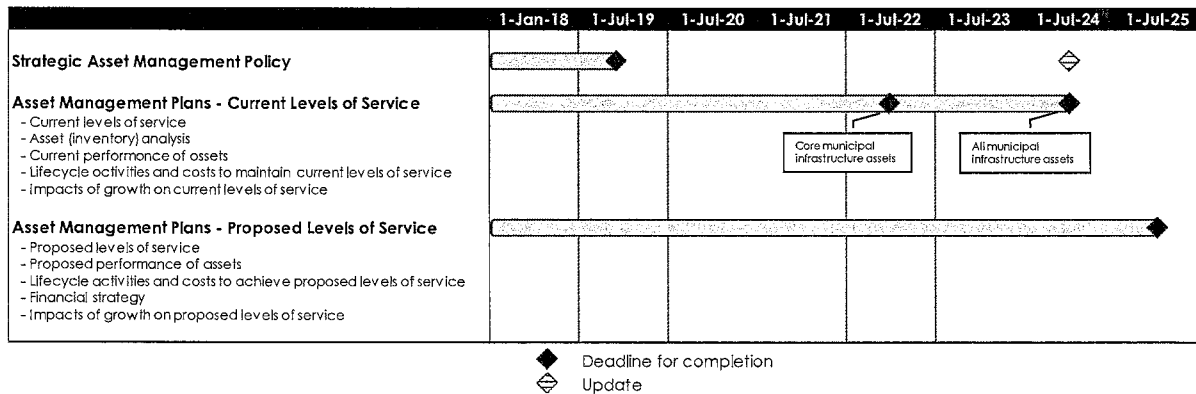 1-Jan-18 1-Jul-19 1-Jul-20 1-Jul-21 1-Jul-22 1-Jul-23 1-Jul-24 1-Jul-25
Strategic Asset Management Policy
Asset Management Plans - Current Levels of Service
- Current levels of service
- Asset (inventory) analysis
- Current performance of assets
- Lifecycle activities and costs to maintain current levels of service
- Impacts of growth on current levels of service
Core municipal
infrastructure assets
All municipal
infrastructure assets
Asset Management Plans - Proposed Levels of Service
- Proposed levels of service
- Proposed performance of assets
- Lifecycle activities and costs to achieve proposed levels of service
- Financial strategy
- Impacts of growth on proposed levels of service
Deadline for completion
Update